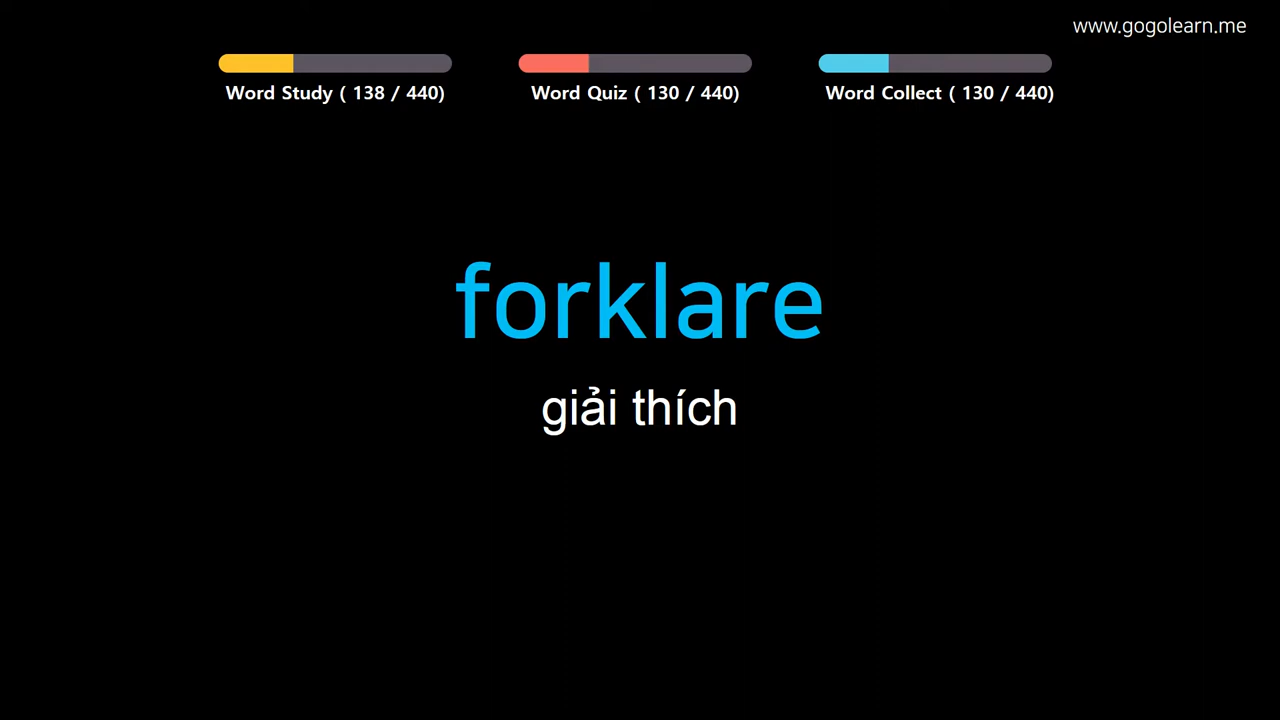 www.gogolearn.me
Word Study ( 138 / 440)
Word Quiz ( 130 / 440)
Word Collect ( 130 / 440)
forklare
giải thích